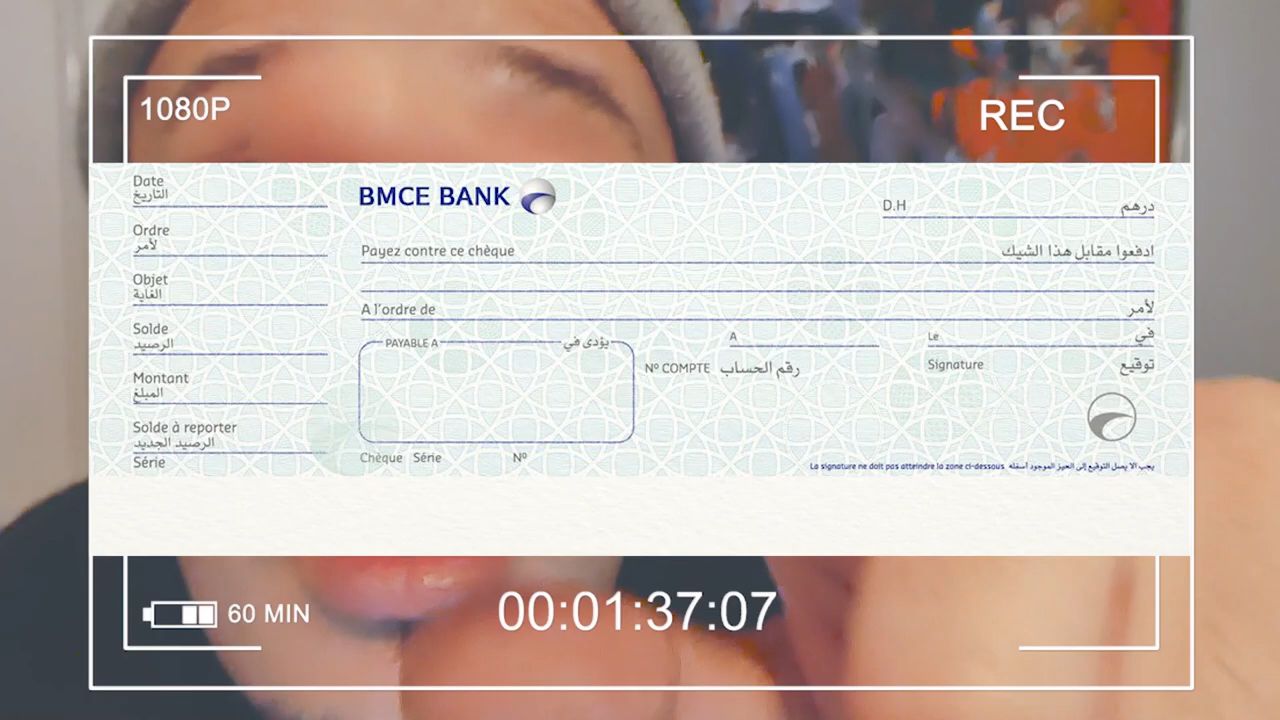 1080P
REC
Date
التاريخ
Ordre
لأمر
Objet
الغاية
Solde
الرصيد
Montant
المبلغ
Solde à reporter
الرصيد الجديد
Série
BMCE BANK
D.H درهم
Payez contre ce chèque ادفعوا مقابل هذا الشيك
A l'ordre de لأمر
PAYABLE A يؤدى في
A Le في
Nº COMPTE رقم الحساب
Signature توقيع
Chèque Série Nº
La signature ne doit pas atteindre la zone ci-dessous يجب الا يصل التوقيع إلى الحيز الموجود أسفله
60 MIN
00:01:37:07